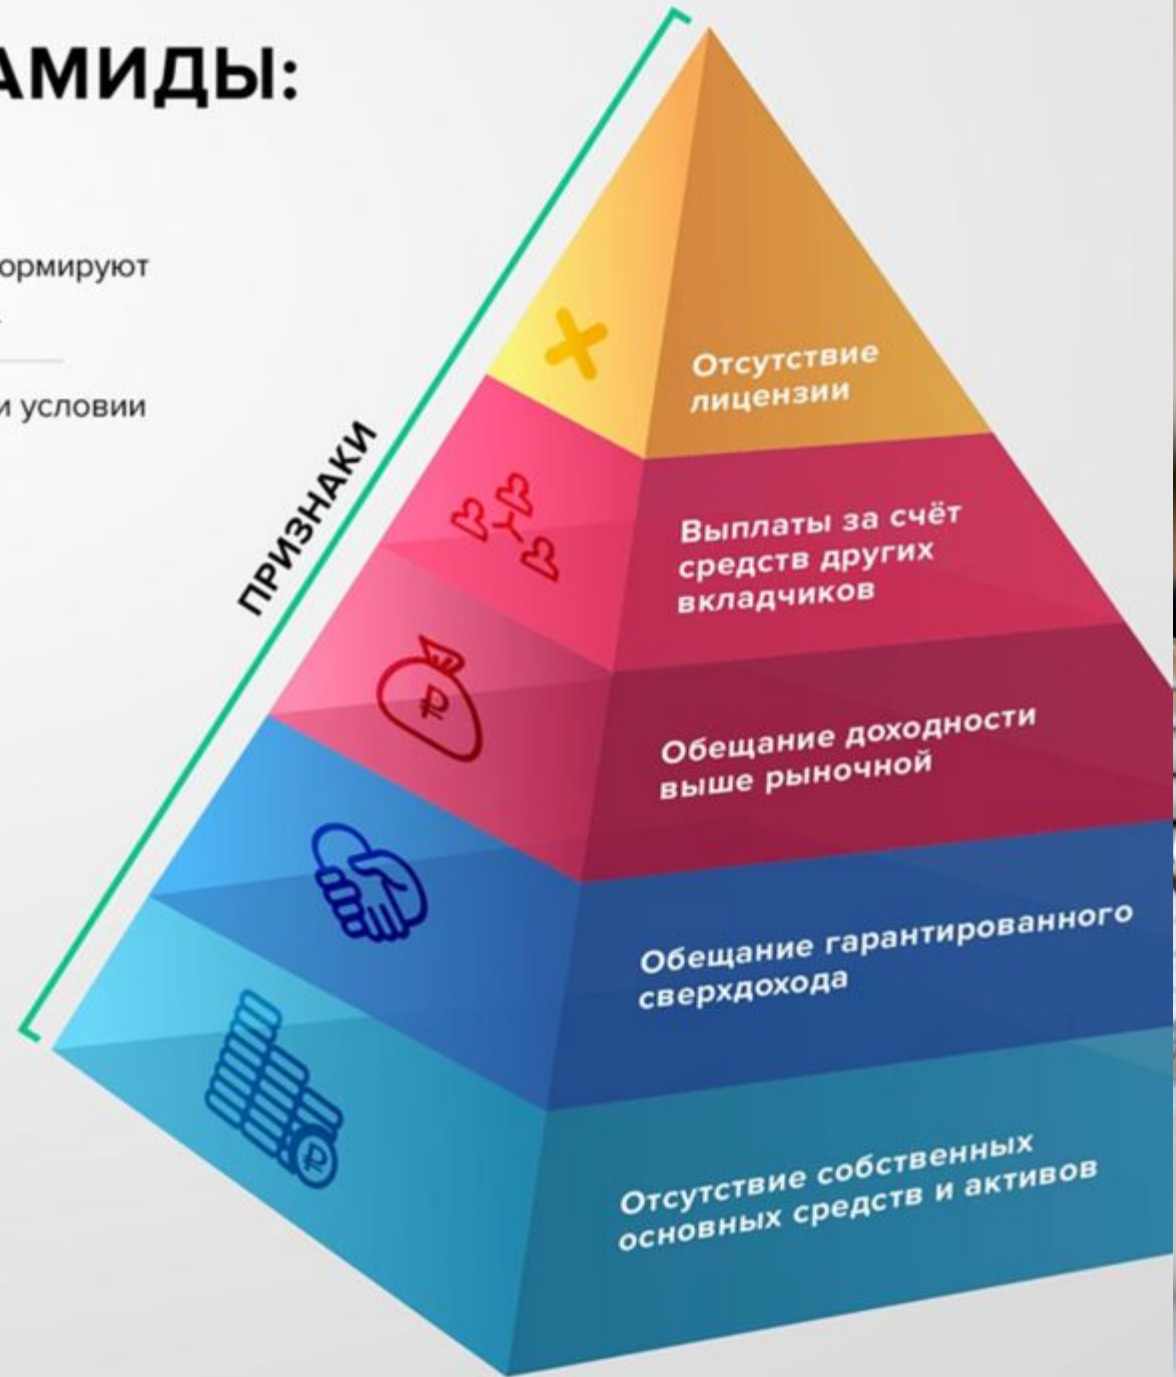 АМИДЫ:
ормируют
и условии
ПРИЗНАКИ
Отсутствие
лицензии
Выплаты за счёт
средств других
вкладчиков
Обещание доходности
выше рыночной
Обещание гарантированного
сверхдохода
Отсутствие собственных
основных средств и активов